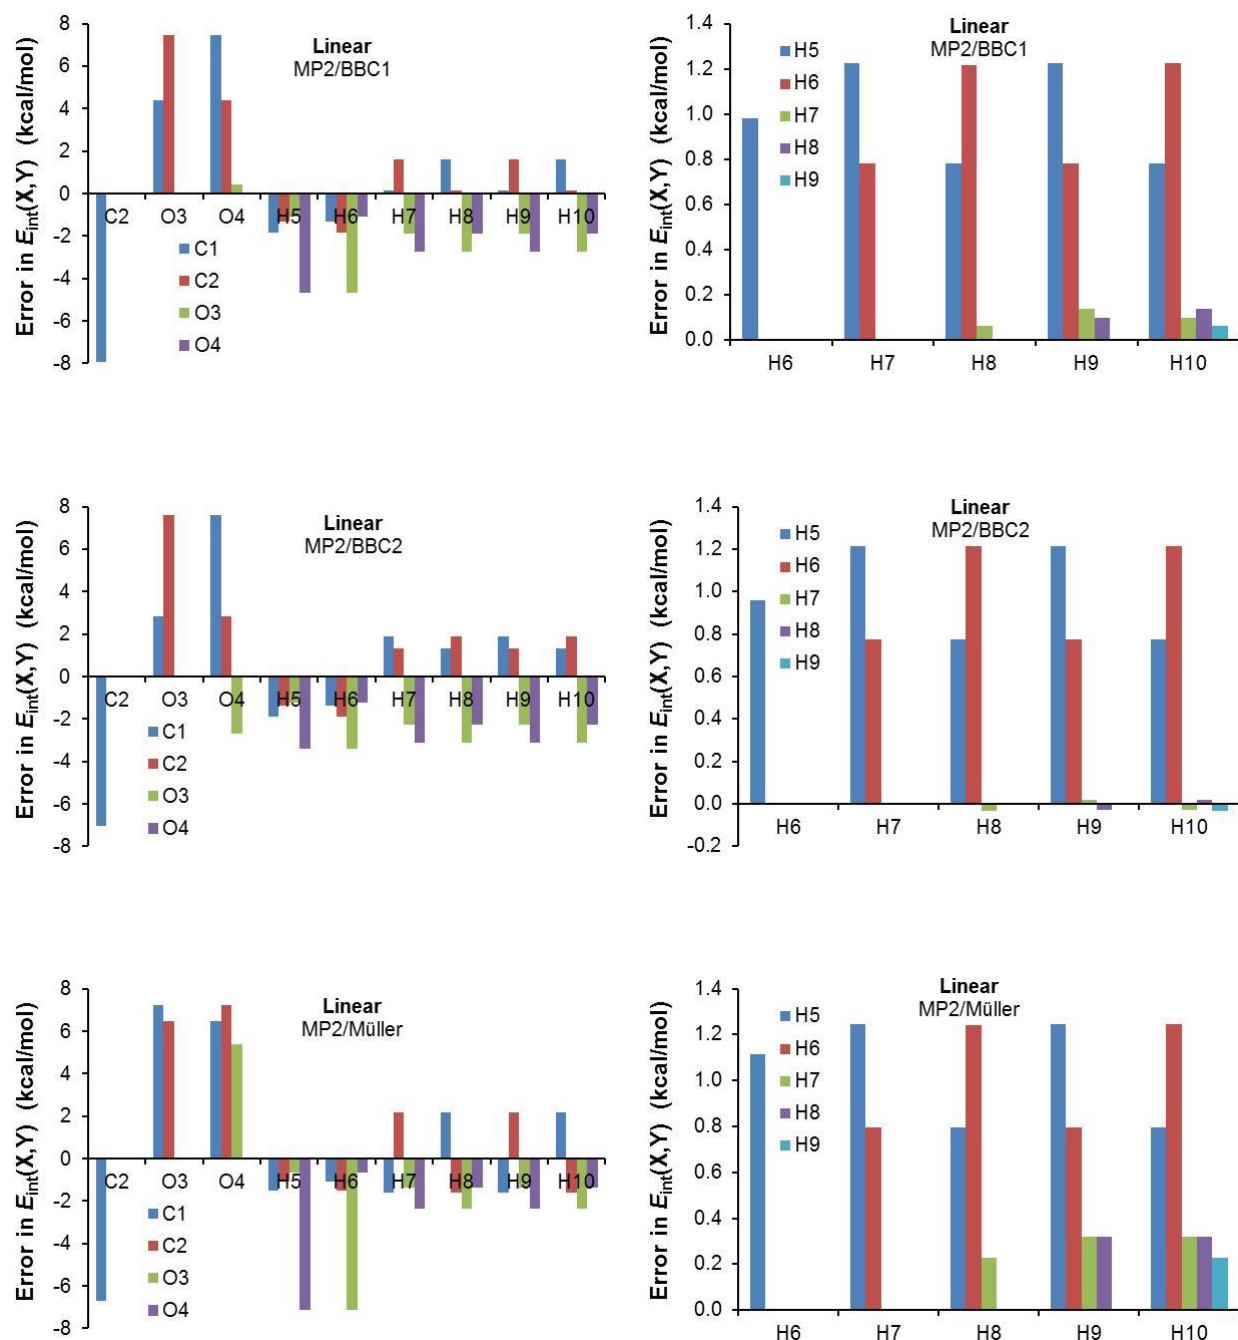 Error in Eint(X,Y) (kcal/mol)
8
6
4
2
0
-2
-4
-6
-8
Linear
MP2/BBC1
C2
O3
O4
H5
H6
H7
H8
H9
H10
C1
C2
O3
O4
Error in Eint(X,Y) (kcal/mol)
1.4
1.2
1.0
0.8
0.6
0.4
0.2
0.0
Linear
MP2/BBC1
H5
H6
H7
H8
H9
H6
H7
H8
H9
H10
Error in Eint(X,Y) (kcal/mol)
8
6
4
2
0
-2
-4
-6
-8
Linear
MP2/BBC2
C2
O3
O4
H5
H6
H7
H8
H9
H10
C1
C2
O3
O4
Error in Eint(X,Y) (kcal/mol)
1.4
1.2
1.0
0.8
0.6
0.4
0.2
0.0
-0.2
Linear
MP2/BBC2
H5
H6
H7
H8
H9
H6
H7
H8
H9
H10
Error in Eint(X,Y) (kcal/mol)
8
6
4
2
0
-2
-4
-6
-8
Linear
MP2/Müller
C2
O3
O4
H5
H6
H7
H8
H9
H10
C1
C2
O3
O4
Error in Eint(X,Y) (kcal/mol)
1.4
1.2
1.0
0.8
0.6
0.4
0.2
0.0
Linear
MP2/Müller
H5
H6
H7
H8
H9
H6
H7
H8
H9
H10